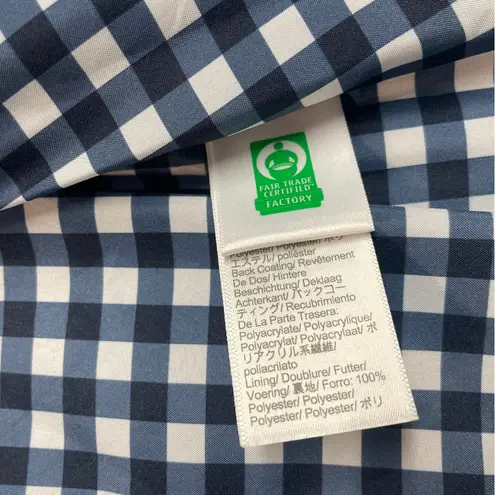 FAIR TRADE
CERTIFIED™
FACTORY
Polyester/ Polyester/ ポリ
エステル/ poliéster
Back Coating/ Revêtement
De Dos/ Hintere
Beschichtung/ Deklaag
Achterkant/ バックコー
ティング/ Recubrimiento
De La Parte Trasera:
Polyacrylate/ Polyacrylique/
Polyacrylat/ Polyacrylaat/ ポ
リアクリル系繊維/
poliacrilato
Lining/ Doublure/ Futter/
Voering/ 裏地/ Forro: 100%
Polyester/ Polyester/
Polyester/ Polyester/ ポリ